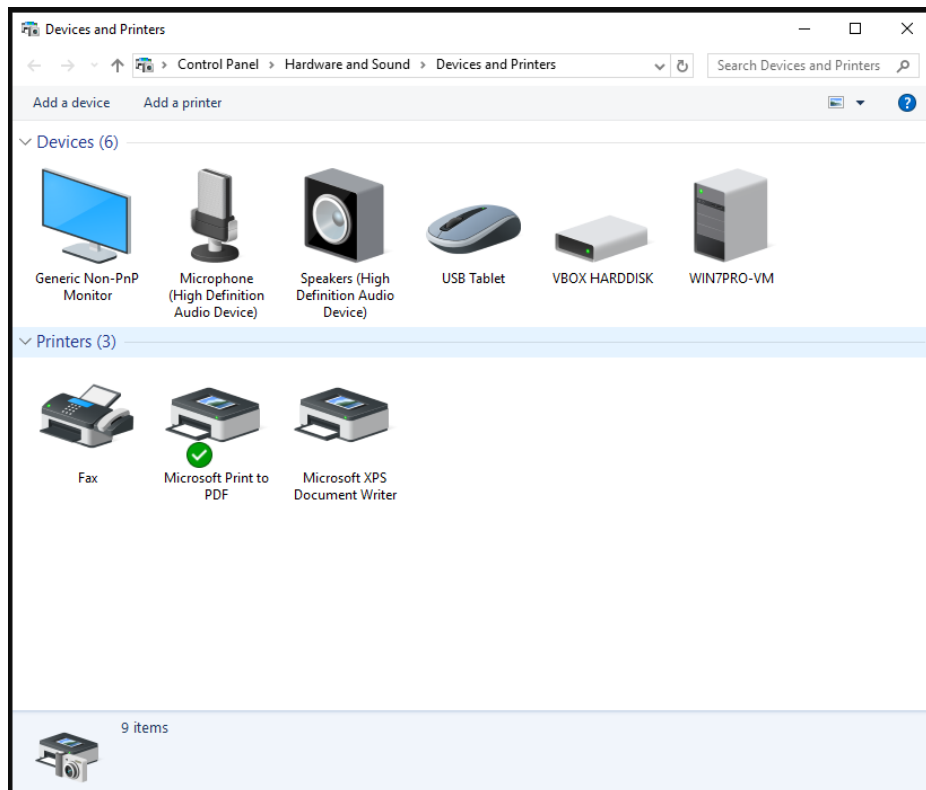 Devices and Printers
Control Panel > Hardware and Sound > Devices and Printers
Search Devices and Printers
Add a device
Add a printer
?
Devices (6)
Generic Non-PnP
Monitor
Microphone
(High Definition
Audio Device)
Speakers (High
Definition Audio
Device)
USB Tablet
VBOX HARDDISK
WIN7PRO-VM
Printers (3)
Fax
Microsoft Print to
PDF
Microsoft XPS
Document Writer
9 items